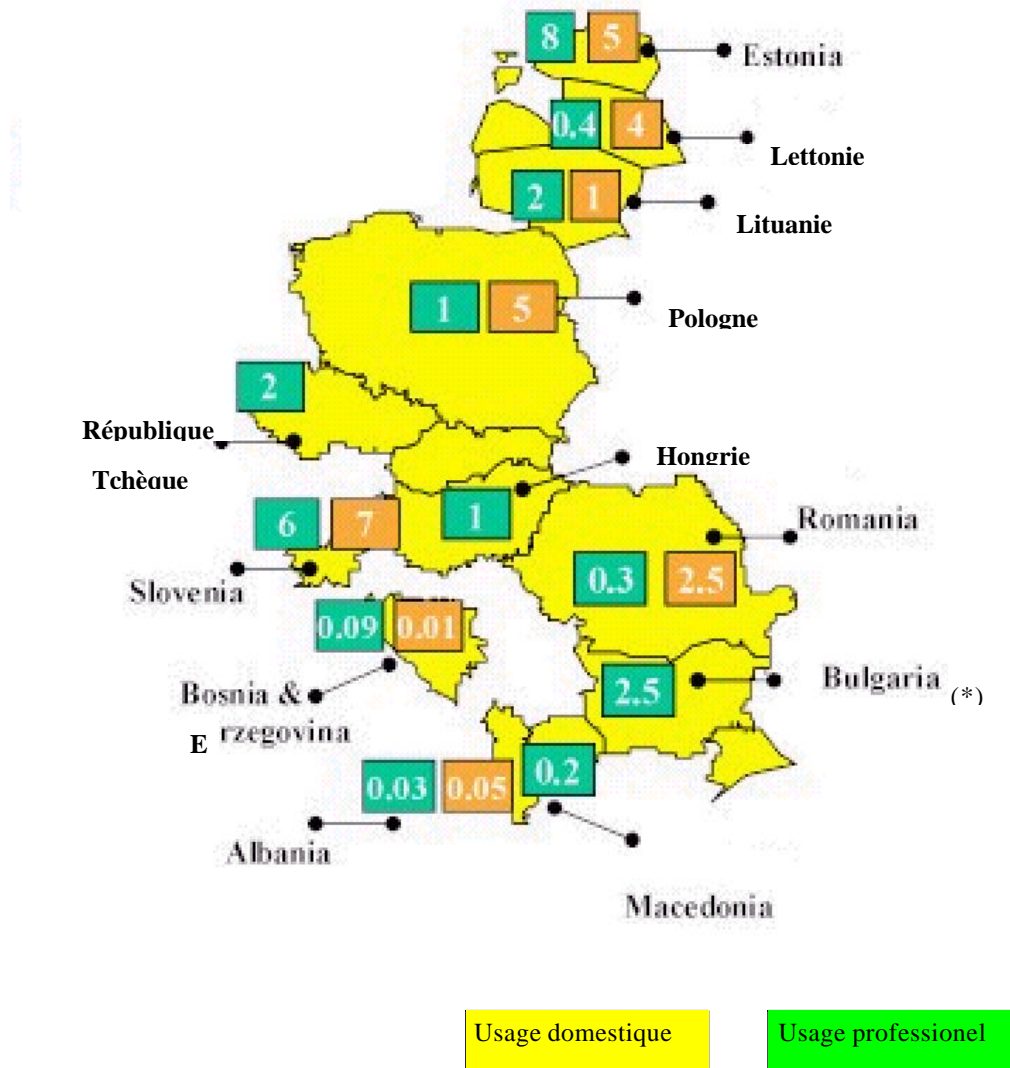 8 5
Estonia
0.4 4
Lettonie
2 1
Lituanie
1 5
Pologne
2
République
Tchèque
Hongrie
6 7
1
Romania
Slovenia
0.3 2.5
0.09 0.01
Bosnia &
E rzegovina
2.5
Bulgaria (*)
0.2
0.03 0.05
Albania
Macedonia
Usage domestique
Usage professionel